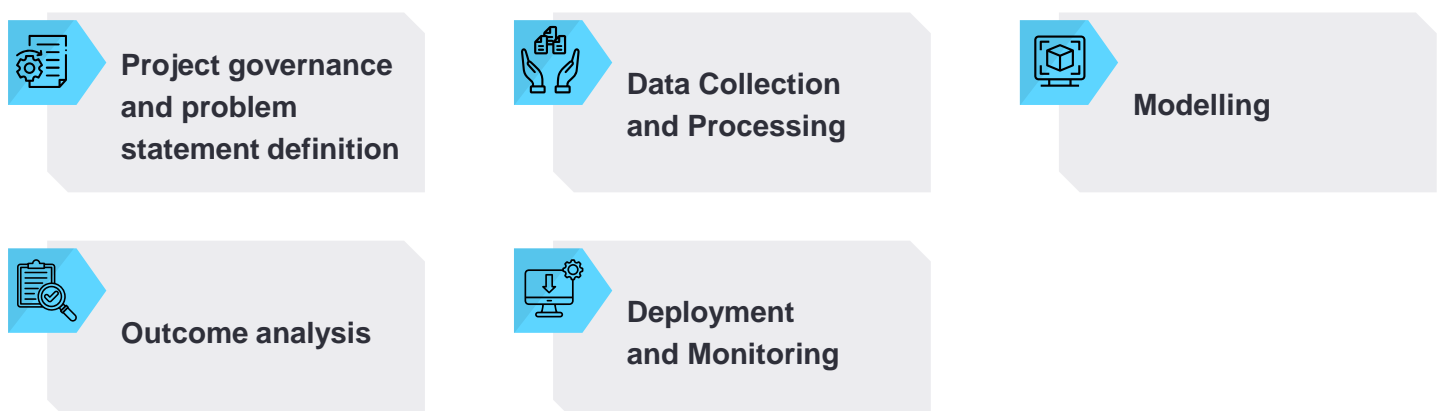 Project governance
and problem
statement definition
Data Collection
and Processing
Modelling
Outcome analysis
Deployment
and Monitoring